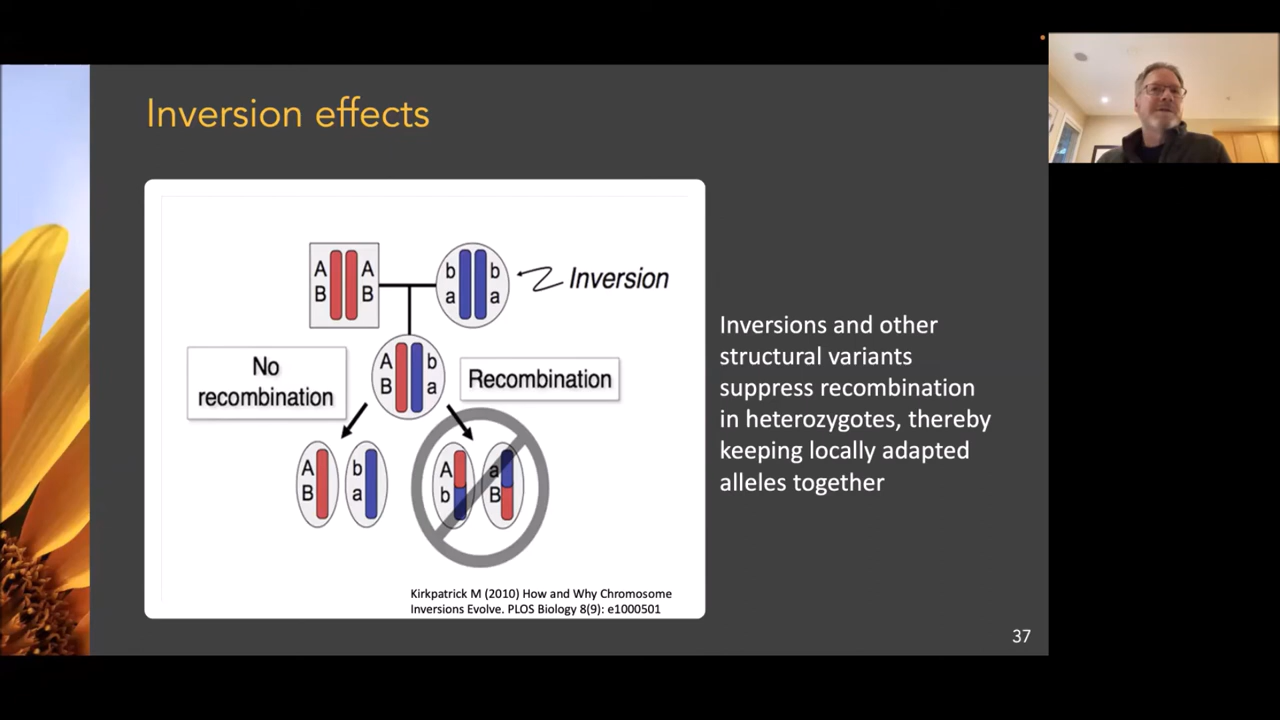 Inversion effects
A A
B B
b b
a a
Inversion
No
recombination
A b
B a
Recombination
A b
B a
A a
b B
Inversions and other
structural variants
suppress recombination
in heterozygotes, thereby
keeping locally adapted
alleles together
Kirkpatrick M (2010) How and Why Chromosome
Inversions Evolve. PLOS Biology 8(9): e1000501
37